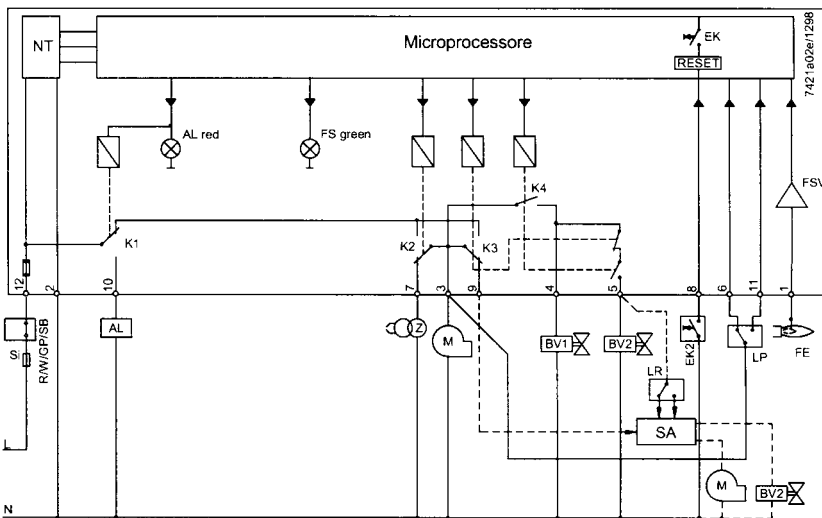 NT
Microprocessore
EK
RESET
7421a02e/1298
AL red
FS green
FSV
K4
K1
K2
K3
12
2
10
7
3
9
4
5
8
6
11
1
Si
R/W/GP/SB
AL
Z
M
BV1
BV2
EK2
LP
FE
LR
SA
L
M
BV2
N